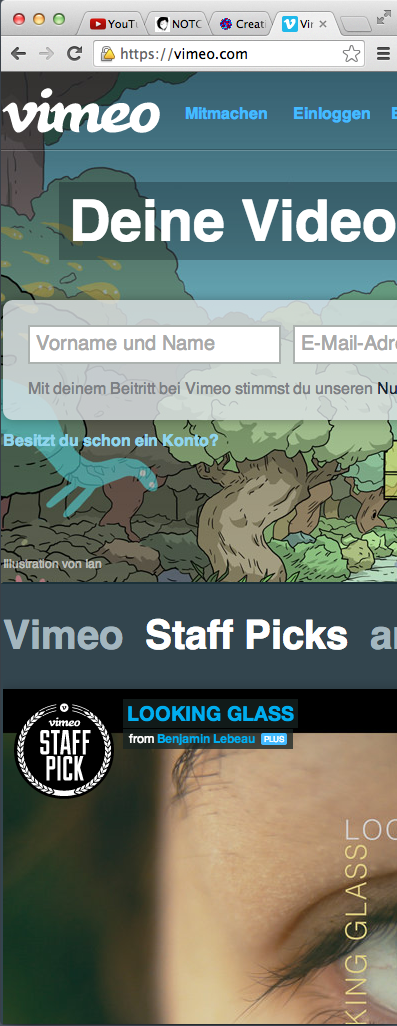 YouTu
NOTC
Creati
Vir
https://vimeo.com
vimeo
Mitmachen
Einloggen
Deine Video
Vorname und Name
E-Mail-Adre
Mit deinem Beitritt bei Vimeo stimmst du unseren Nu
Besitzt du schon ein Konto?
Illustration von Ian
Vimeo Staff Picks
vimeo
STAFF
PICK
LOOKING GLASS
from Benjamin Lebeau PLUS
LOO
KING GLASS